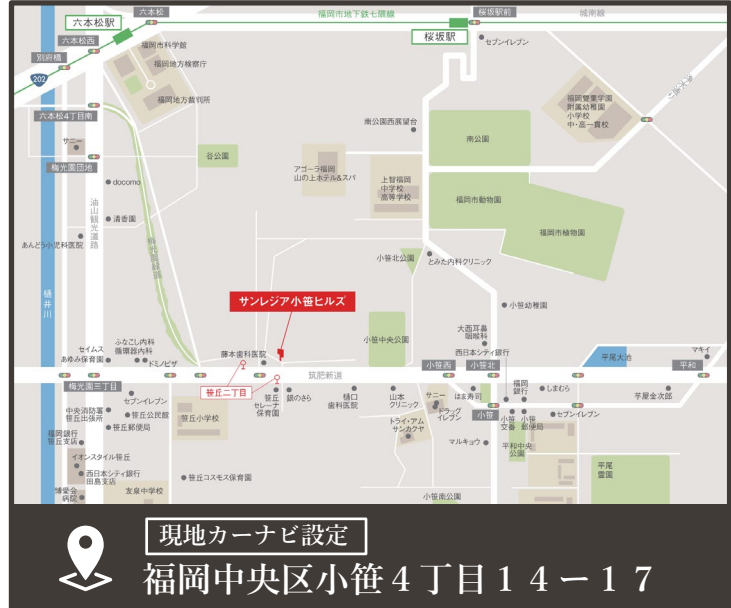 六本松
福岡市地下鉄七隈線
桜坂駅前
城南線
六本松駅
六本松西
桜坂駅
セブンイレブン
別府橋
福岡市科学館
福岡地方検察庁
202
福岡地方裁判所
福岡雙葉学園
附属幼稚園
小学校
中・高一貫校
六本松4丁目南
南公園西展望台
南公園
サニー
谷公園
梅光園団地
アゴーラ福岡
山の上ホテル&スパ
上智福岡
中学校
高等学校
docomo
福岡市動物園
油山観光道路
清香園
福岡市植物園
あんどう小児科医院
小笹北公園
とみた内科クリニック
樋井川
サンレジア小笹ヒルズ
小笹幼稚園
小笹中央公園
大西耳鼻
咽喉科
セイムス
ふなこし内科
循環器内科
藤本歯科医院
西日本シティ銀行
平尾大池
マキイ
あゆみ保育園
ドミノピザ
小笹西
小笹北
平和
筑肥新道
梅光園三丁目
笹丘二丁目
セブンイレブン
笹丘
セレーナ
保育園
銀のさら
樋口
歯科医院
山本
クリニック
サニー
はま寿司
福岡
銀行
しまむら
芋屋金次郎
中央消防署
笹丘出張所
笹丘公民館
笹丘小学校
ドラッグ
イレブン
小笹
小笹
交番
小笹
郵便局
セブンイレブン
笹丘郵便局
トライ・アム
サンカクヤ
福岡銀行
笹丘支店
マルキョウ
平和中央
公園
イオンスタイル笹丘
西日本シティ銀行
田島支店
笹丘コスモス保育園
平尾
霊園
博愛会
病院
友泉中学校
小笹南公園
現地カーナビ設定
福岡中央区小笹4丁目14ー17